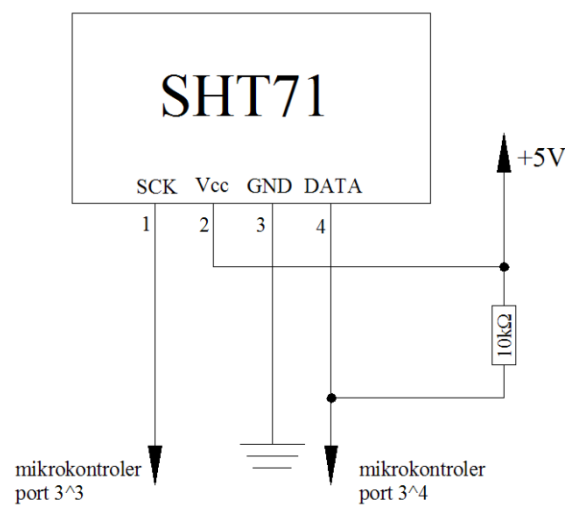 SHT71
+5V
SCK Vcc GND DATA
1 2 3 4
10kΩ
mikrokontroler
port 3^3
mikrokontroler
port 3^4